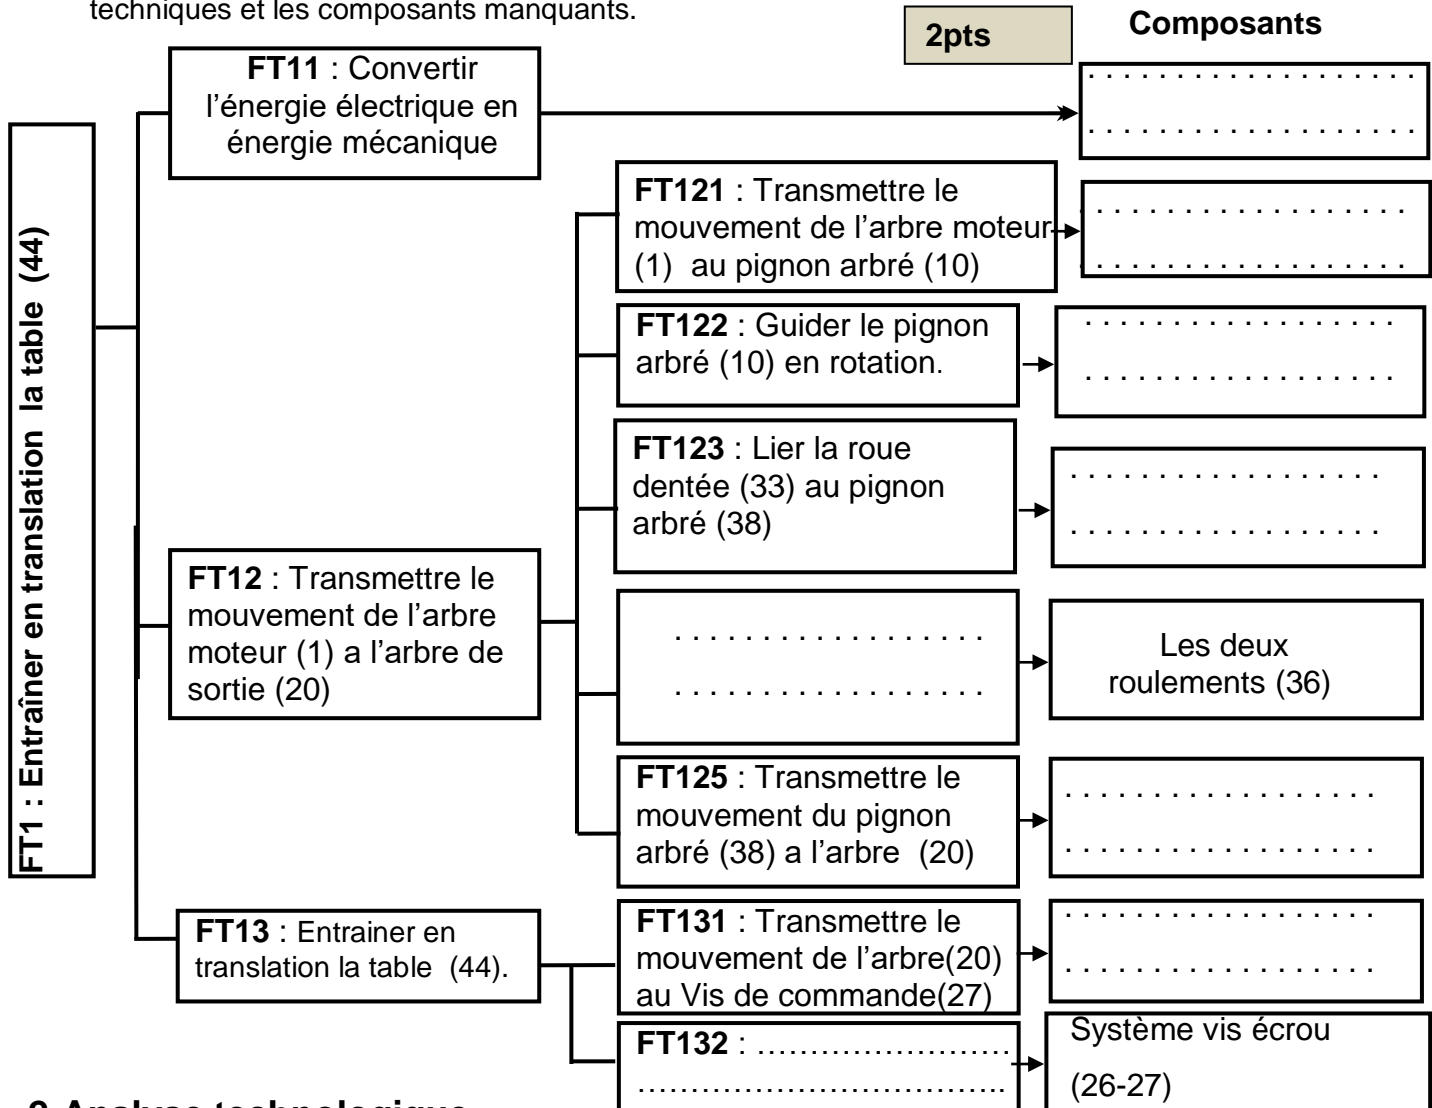 techniques et les composants manquants.
2pts
Composants
FT11 : Convertir
l’énergie électrique en
énergie mécanique
. . . . . . . . . . . . . . . . . . .
. . . . . . . . . . . . . . . . . . .
FT1 : Entraîner en translation la table (44)
FT121 : Transmettre le
mouvement de l’arbre moteur
(1) au pignon arbré (10)
. . . . . . . . . . . . . . . . . .
. . . . . . . . . . . . . . . . . .
FT122 : Guider le pignon
arbré (10) en rotation.
. . . . . . . . . . . . . . . . . .
. . . . . . . . . . . . . . . . . .
FT123 : Lier la roue
dentée (33) au pignon
arbré (38)
. . . . . . . . . . . . . . . . . .
. . . . . . . . . . . . . . . . . .
FT12 : Transmettre le
mouvement de l’arbre
moteur (1) a l’arbre de
sortie (20)
. . . . . . . . . . . . . . . . . .
. . . . . . . . . . . . . . . . . .
Les deux
roulements (36)
FT125 : Transmettre le
mouvement du pignon
arbré (38) a l’arbre (20)
. . . . . . . . . . . . . . . . . .
. . . . . . . . . . . . . . . . . .
FT13 : Entrainer en
translation la table (44).
FT131 : Transmettre le
mouvement de l’arbre(20)
au Vis de commande(27)
. . . . . . . . . . . . . . . . . .
. . . . . . . . . . . . . . . . . .
FT132 : ........................
...................................
Système vis écrou
(26-27)
2-Analyse technologique